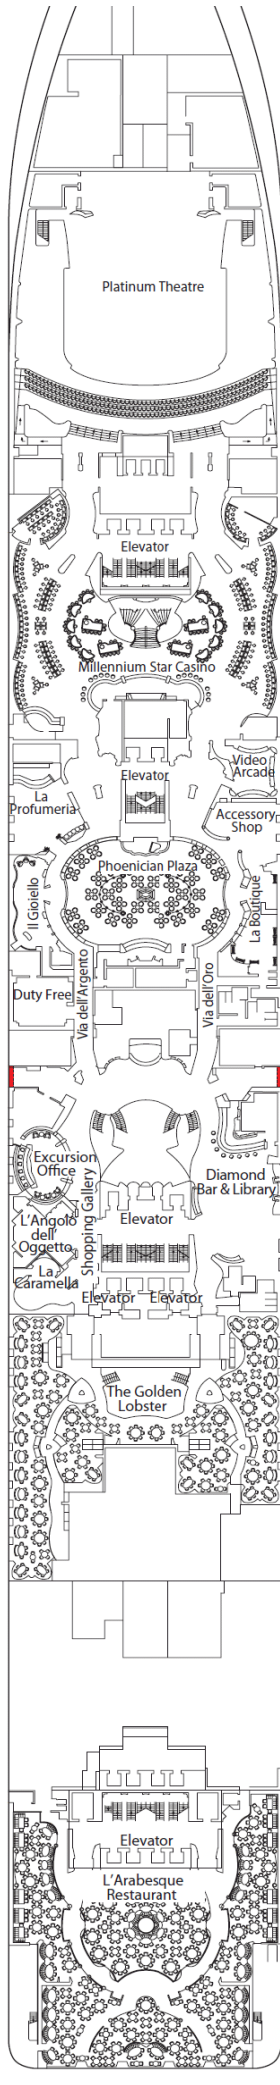 Platinum Theatre
Elevator
Millennium Star Casino
Elevator
Video
Arcade
La
Profumeria
Accessory
Shop
Phoenician Plaza
Il Gioiello
La Boutique
Duty Free
Via dell'Argento
Via dell'Oro
Excursion
Office
Shopping Gallery
Diamond
Bar & Library
L'Angolo
dell'
Oggetto
Elevator
La
Caramella
Elevator
Elevator
The Golden
Lobster
Elevator
L'Arabesque
Restaurant